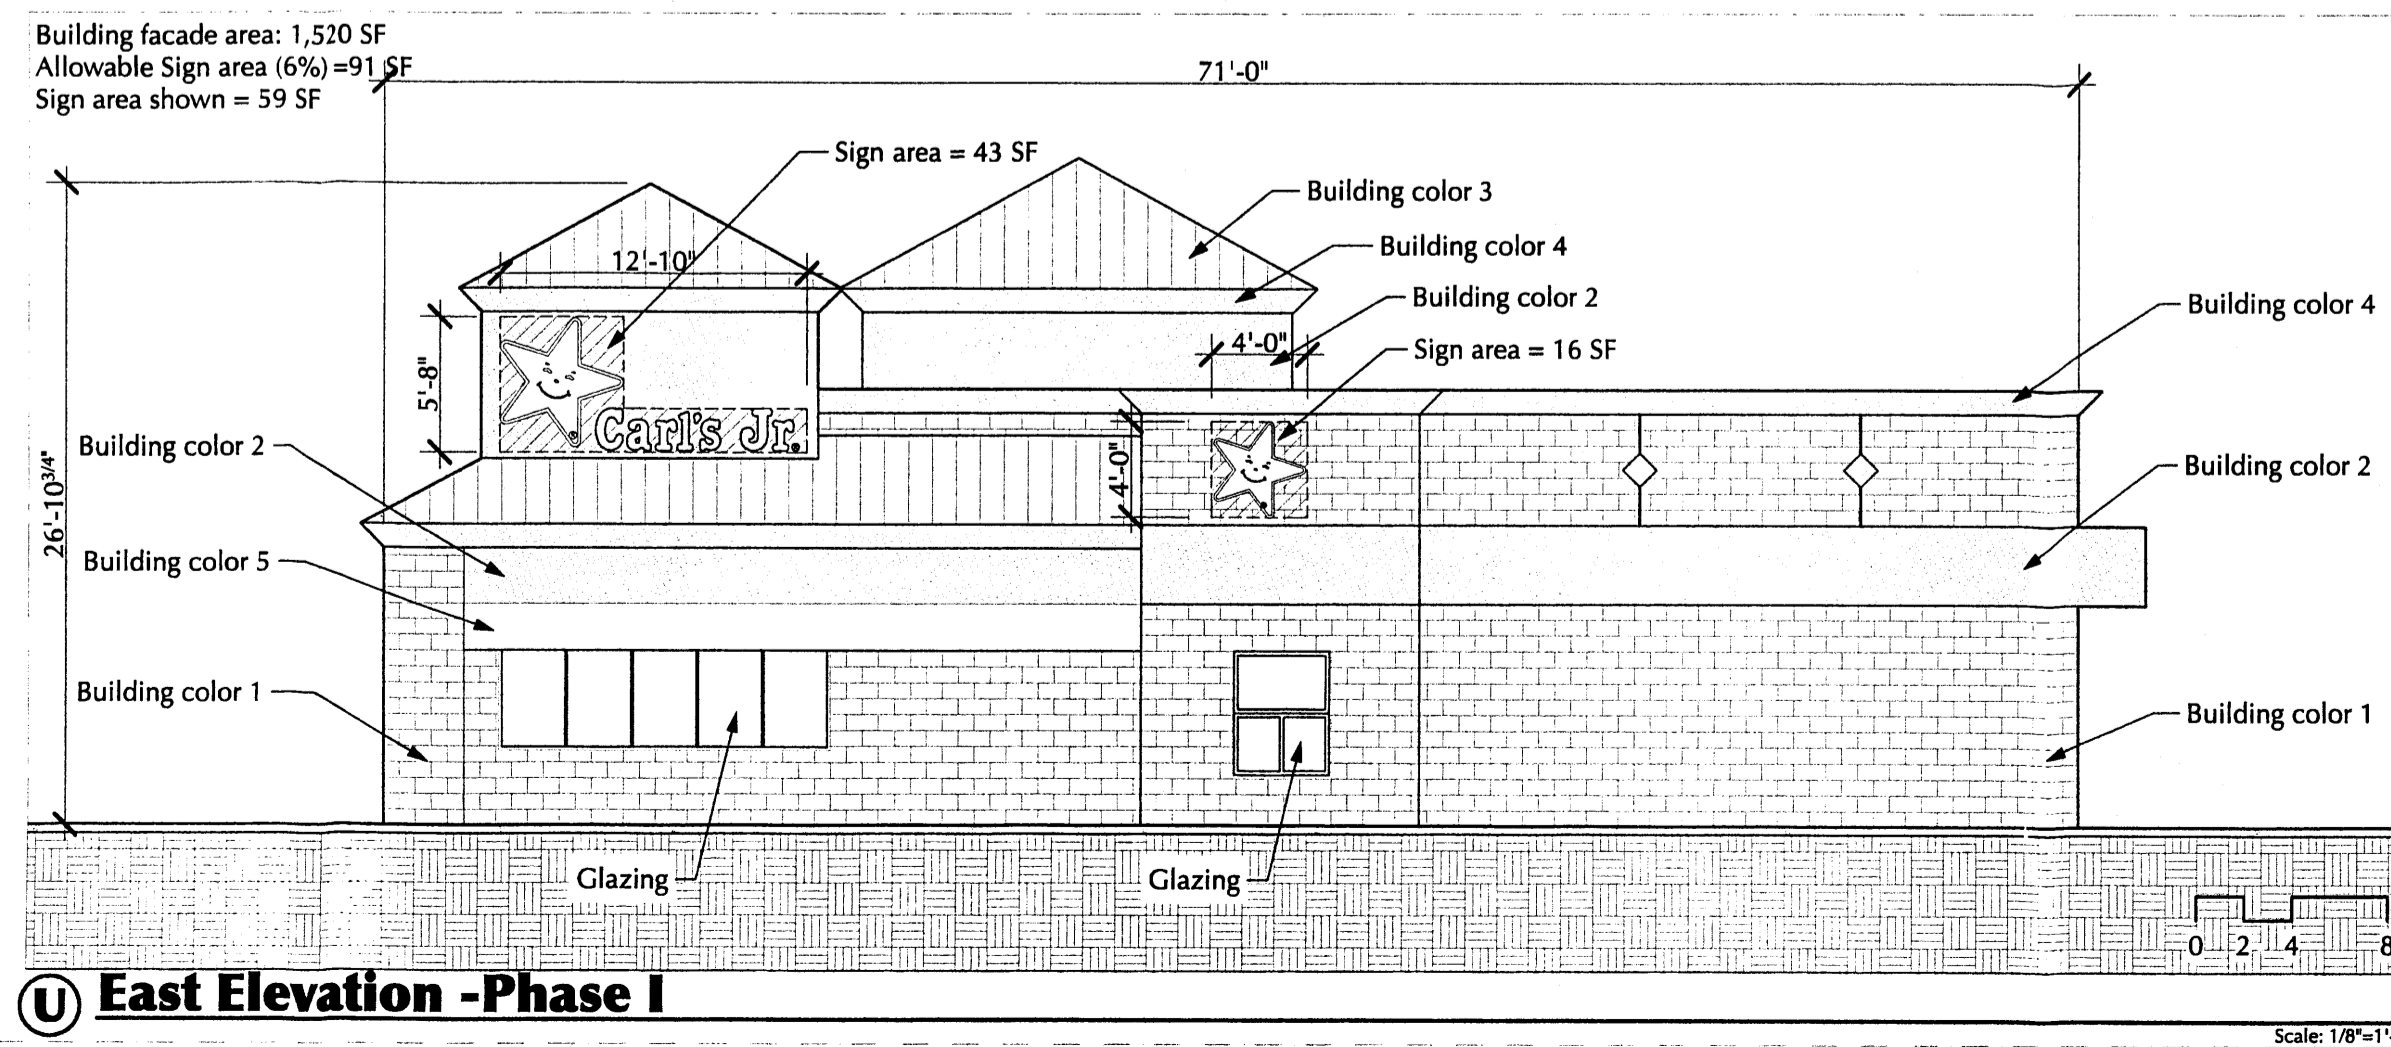 Building facade area: 1,520 SF
Allowable Sign area (6%) =91 SF
Sign area shown = 59 SF
71'-0"
Sign area = 43 SF
Building color 3
12'-10"
Building color 4
Building color 2
Building color 4
4'-0"
Sign area = 16 SF
5'-8"
Carl's Jr.
Building color 2
4'-0"
Building color 2
26'-10 3/4"
Building color 5
Building color 1
Building color 1
Glazing
Glazing
0 2 4 8
U East Elevation -Phase I
Scale: 1/8"=1'-